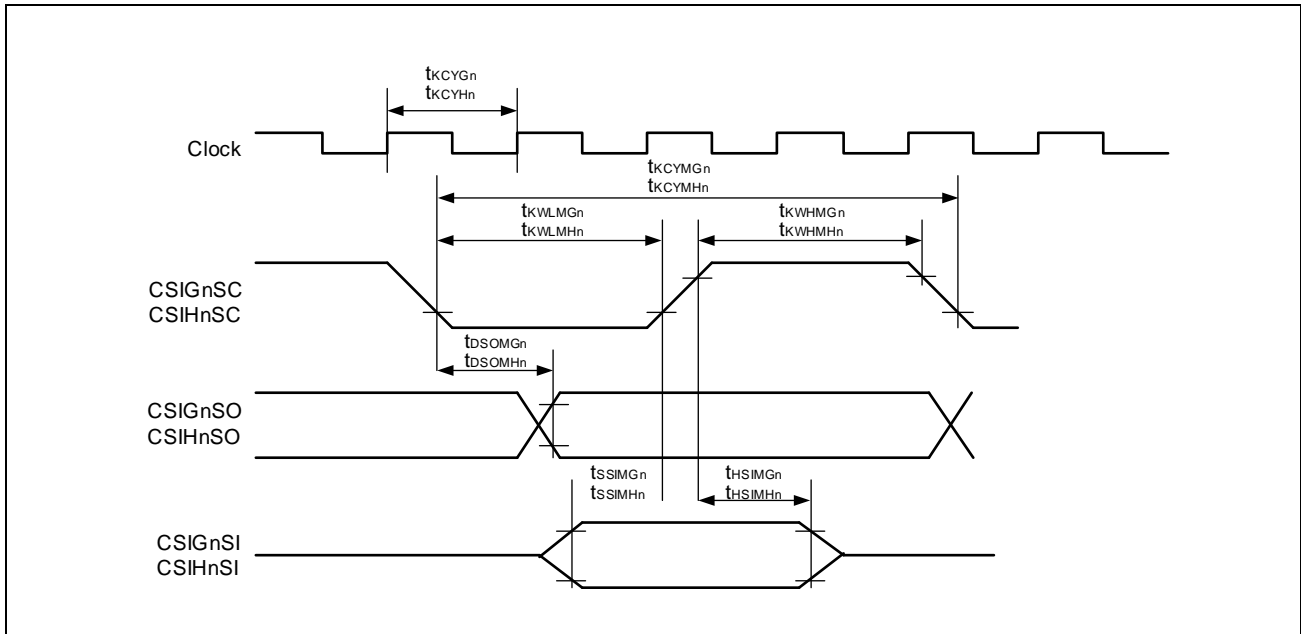 tKCYGn
tKCYHn
Clock
tKCYMGn
tKCYMHn
tKWLMGn
tKWLMHn
tKWHMGn
tKWHMHn
CSIGnSC
CSIHnSC
tDSOMGn
tDSOMHn
CSIGnSO
CSIHnSO
tSSIMGn
tSSIMHn
tHSIMGn
tHSIMHn
CSIGnSI
CSIHnSI